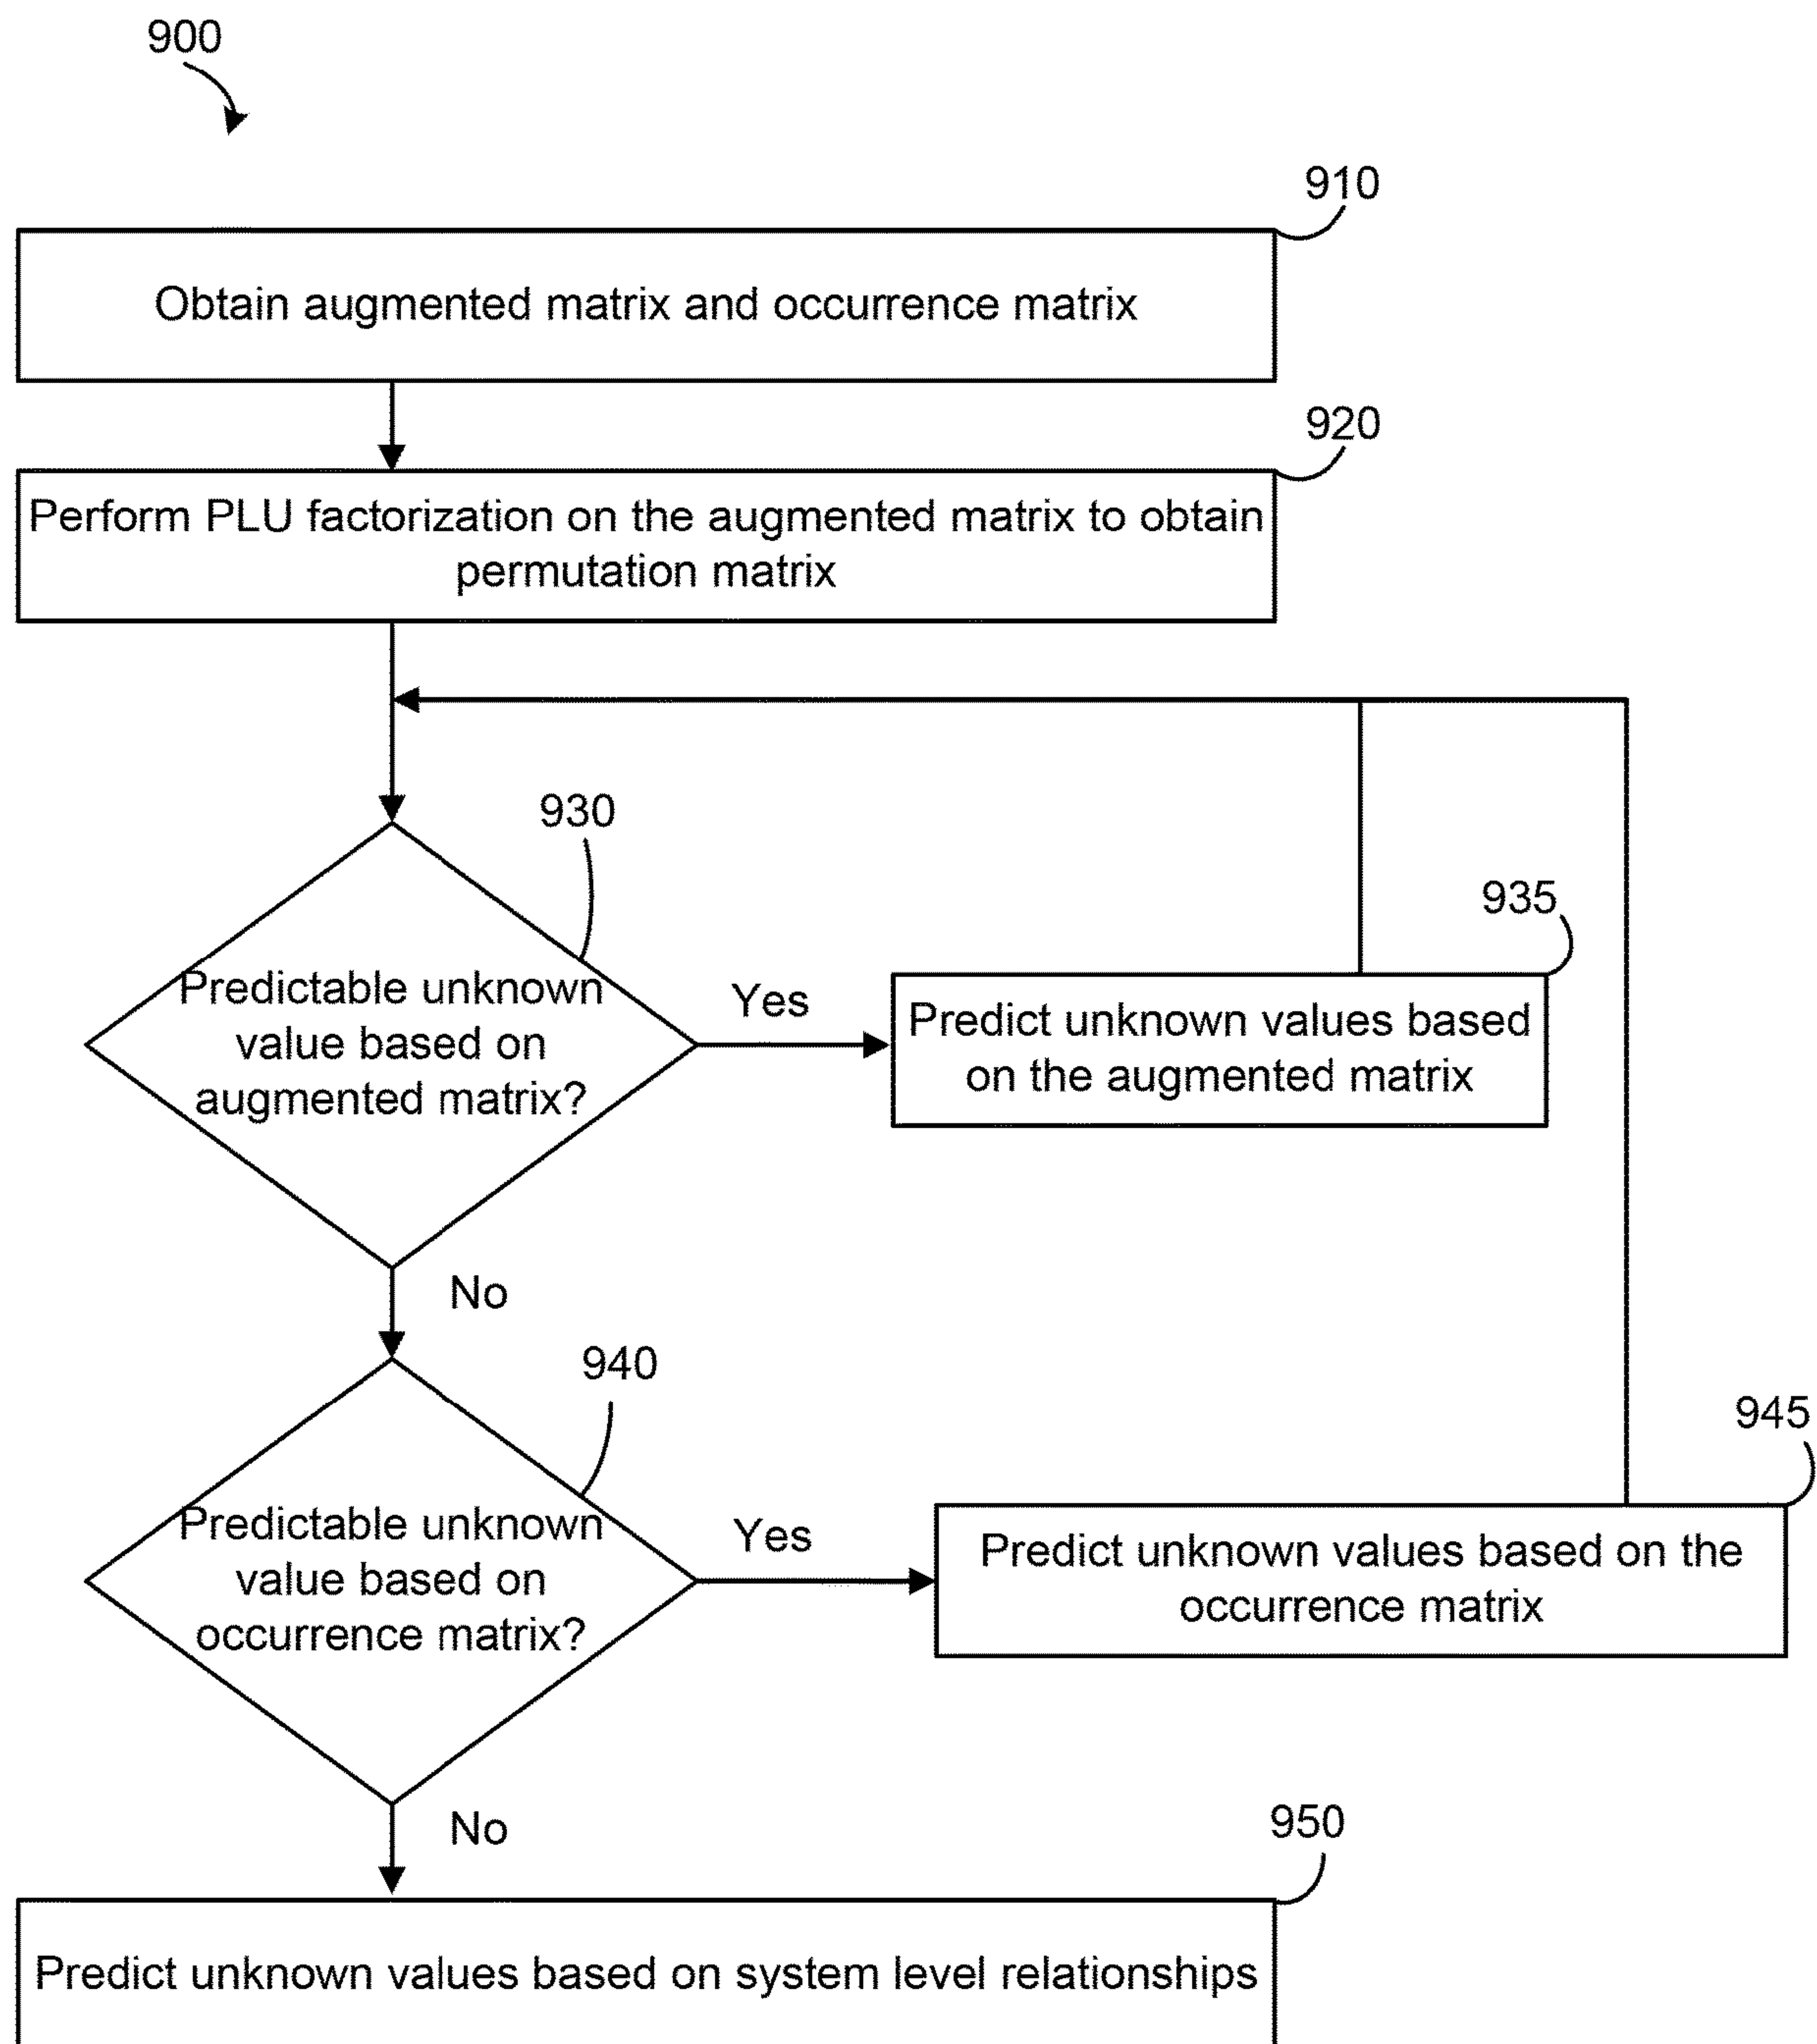 900
910
Obtain augmented matrix and occurrence matrix
920
Perform PLU factorization on the augmented matrix to obtain
permutation matrix
930
Predictable unknown
value based on
augmented matrix?
Yes
935
Predict unknown values based
on the augmented matrix
No
940
Predictable unknown
value based on
occurrence matrix?
Yes
945
Predict unknown values based on the
occurrence matrix
No
950
Predict unknown values based on system level relationships